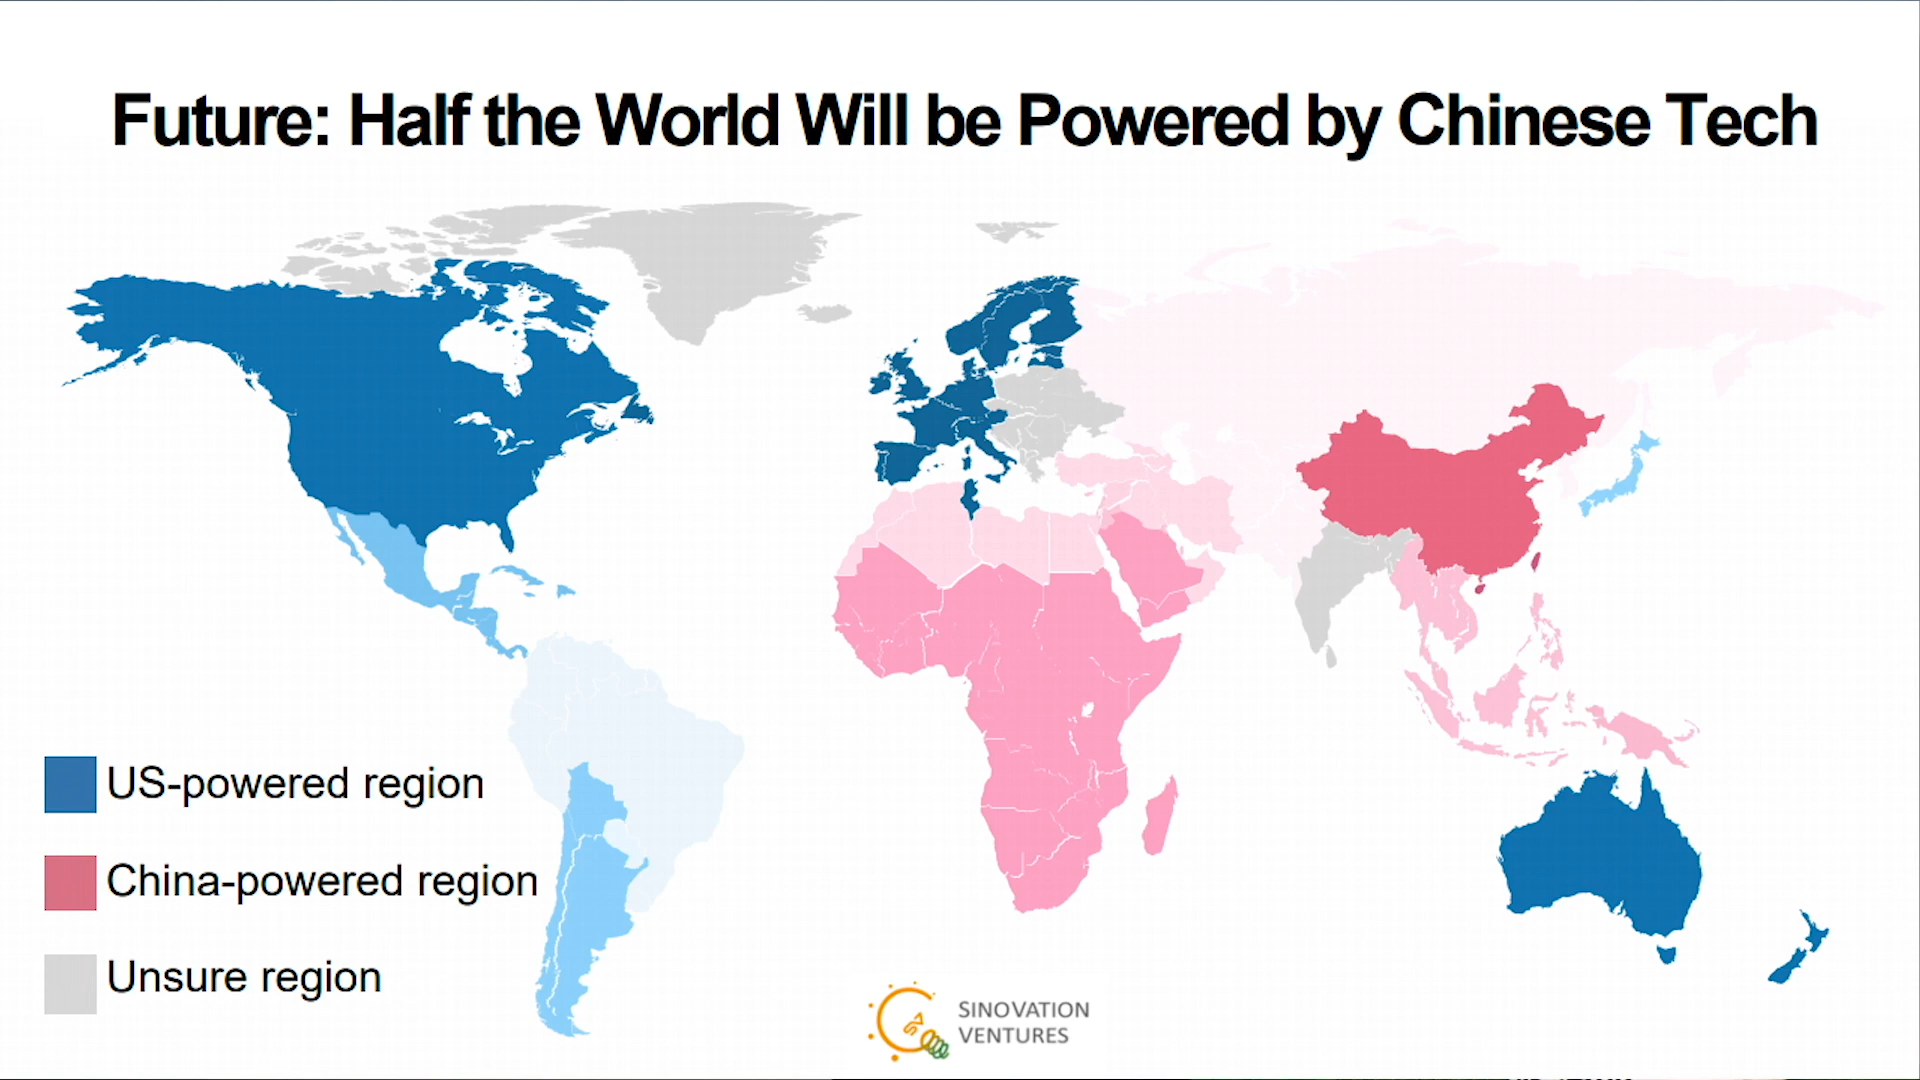 Future: Half the World Will be Powered by Chinese Tech
US-powered region
China-powered region
Unsure region
SINOVATION
VENTURES